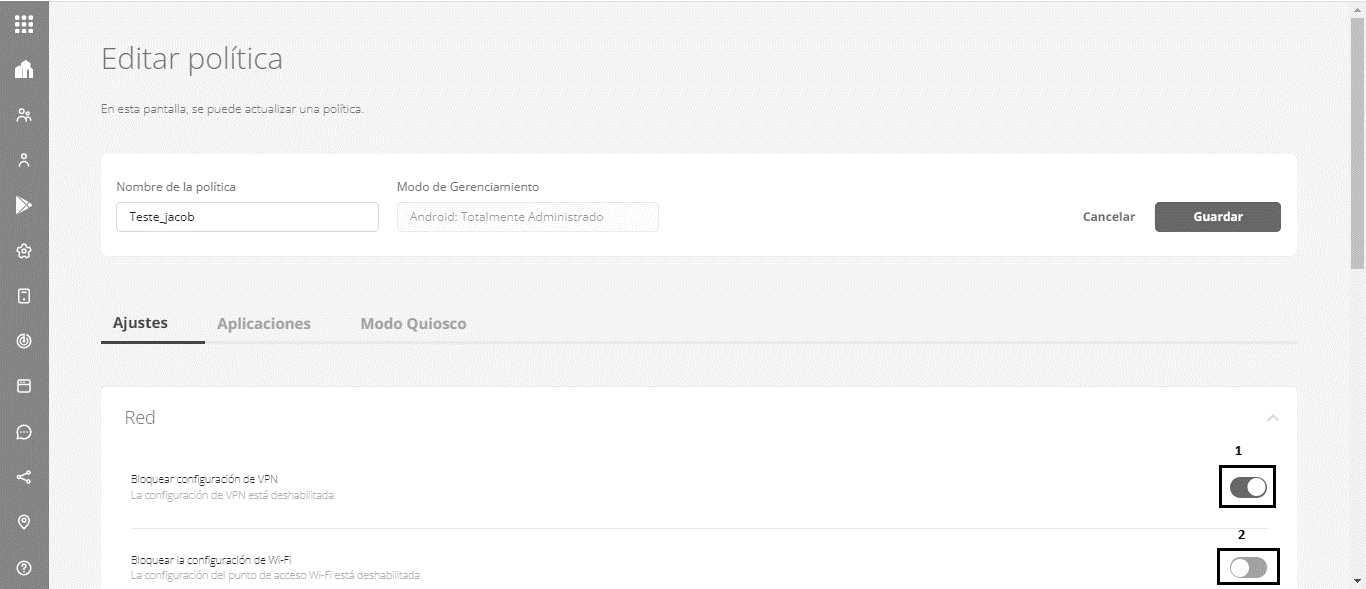 Editar política
En esta pantalla, se puede actualizar una política.
Nombre de la política
Modo de Gerenciamiento
Teste_jacob
Android: Totalmente Administrado
Cancelar
Guardar
Ajustes
Aplicaciones
Modo Quiosco
Red
1
Bloquear configuración de VPN
La configuración de VPN está deshabilitada
2
Bloquear la configuración de Wi-Fi
La configuración del punto de acceso Wi-Fi está deshabilitada